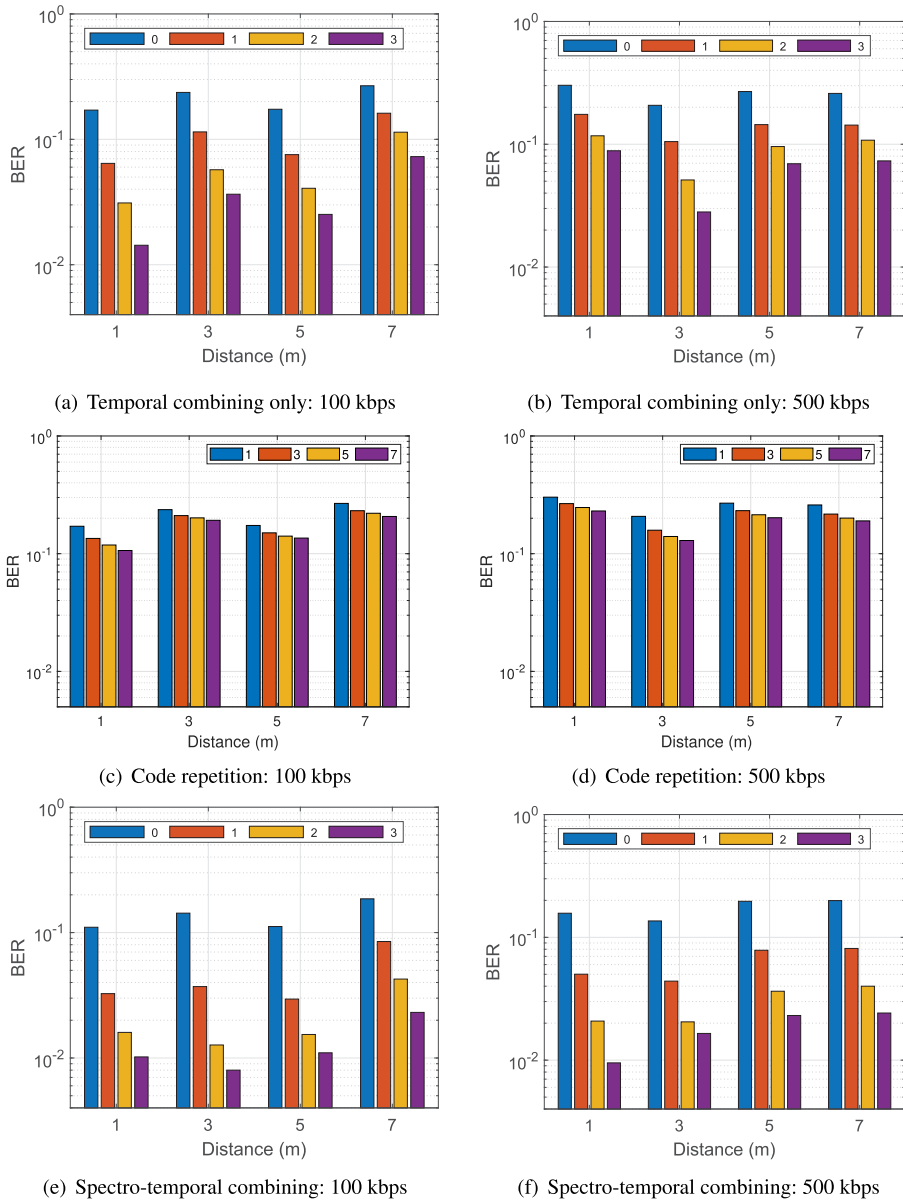 10^0
0 1 2 3
10^-1
10^-2
BER
1 3 5 7
Distance (m)
(a) Temporal combining only: 100 kbps
10^0
0 1 2 3
10^-1
10^-2
BER
1 3 5 7
Distance (m)
(b) Temporal combining only: 500 kbps
10^0
1 3 5 7
10^-1
10^-2
BER
1 3 5 7
Distance (m)
(c) Code repetition: 100 kbps
10^0
1 3 5 7
10^-1
10^-2
BER
1 3 5 7
Distance (m)
(d) Code repetition: 500 kbps
10^0
0 1 2 3
10^-1
10^-2
BER
1 3 5 7
Distance (m)
(e) Spectro-temporal combining: 100 kbps
10^0
0 1 2 3
10^-1
10^-2
BER
1 3 5 7
Distance (m)
(f) Spectro-temporal combining: 500 kbps